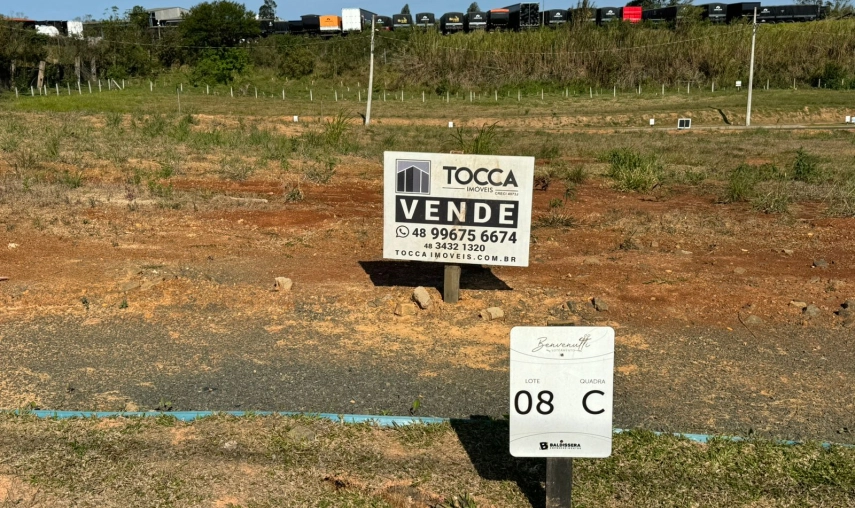 TOCCA
IMÓVEIS
VENDE
48 99675 6674
48 3432 1320
TOCCAIMOVEIS.COM.BR
Benvenutti
LOTE
QUADRA
08 C
BALDISSERA